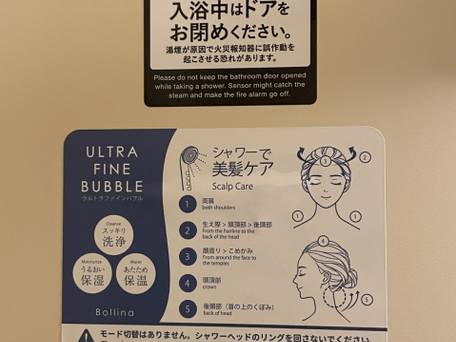 入浴中はドアを
お閉めください。
湯煙が原因で火災報知器に誤作動を
起こさせる恐れがあります。
Please do not keep the bathroom door opened
while taking a shower. Sensor might catch the
steam and make the fire alarm go off.
ULTRA
FINE
BUBBLE
ウルトラファインバブル
Cleanse
スッキリ
洗浄
Moisturize
うるおい
保湿
Warm
あたため
保温
Bollina
シャワーで
美髪ケア
Scalp Care
1 両肩
both shoulders
2 生え際 > 頭頂部 > 後頭部
From the hairline to the
back of the head
3 顔周り > こめかみ
From around the face to
the temples
4 頭頂部
crown
5 後頭部(首の上のくぼみ)
back of head
3
1
1
2
2
4
5
モード切替はありません。シャワーヘッドのリングを回さないでください。